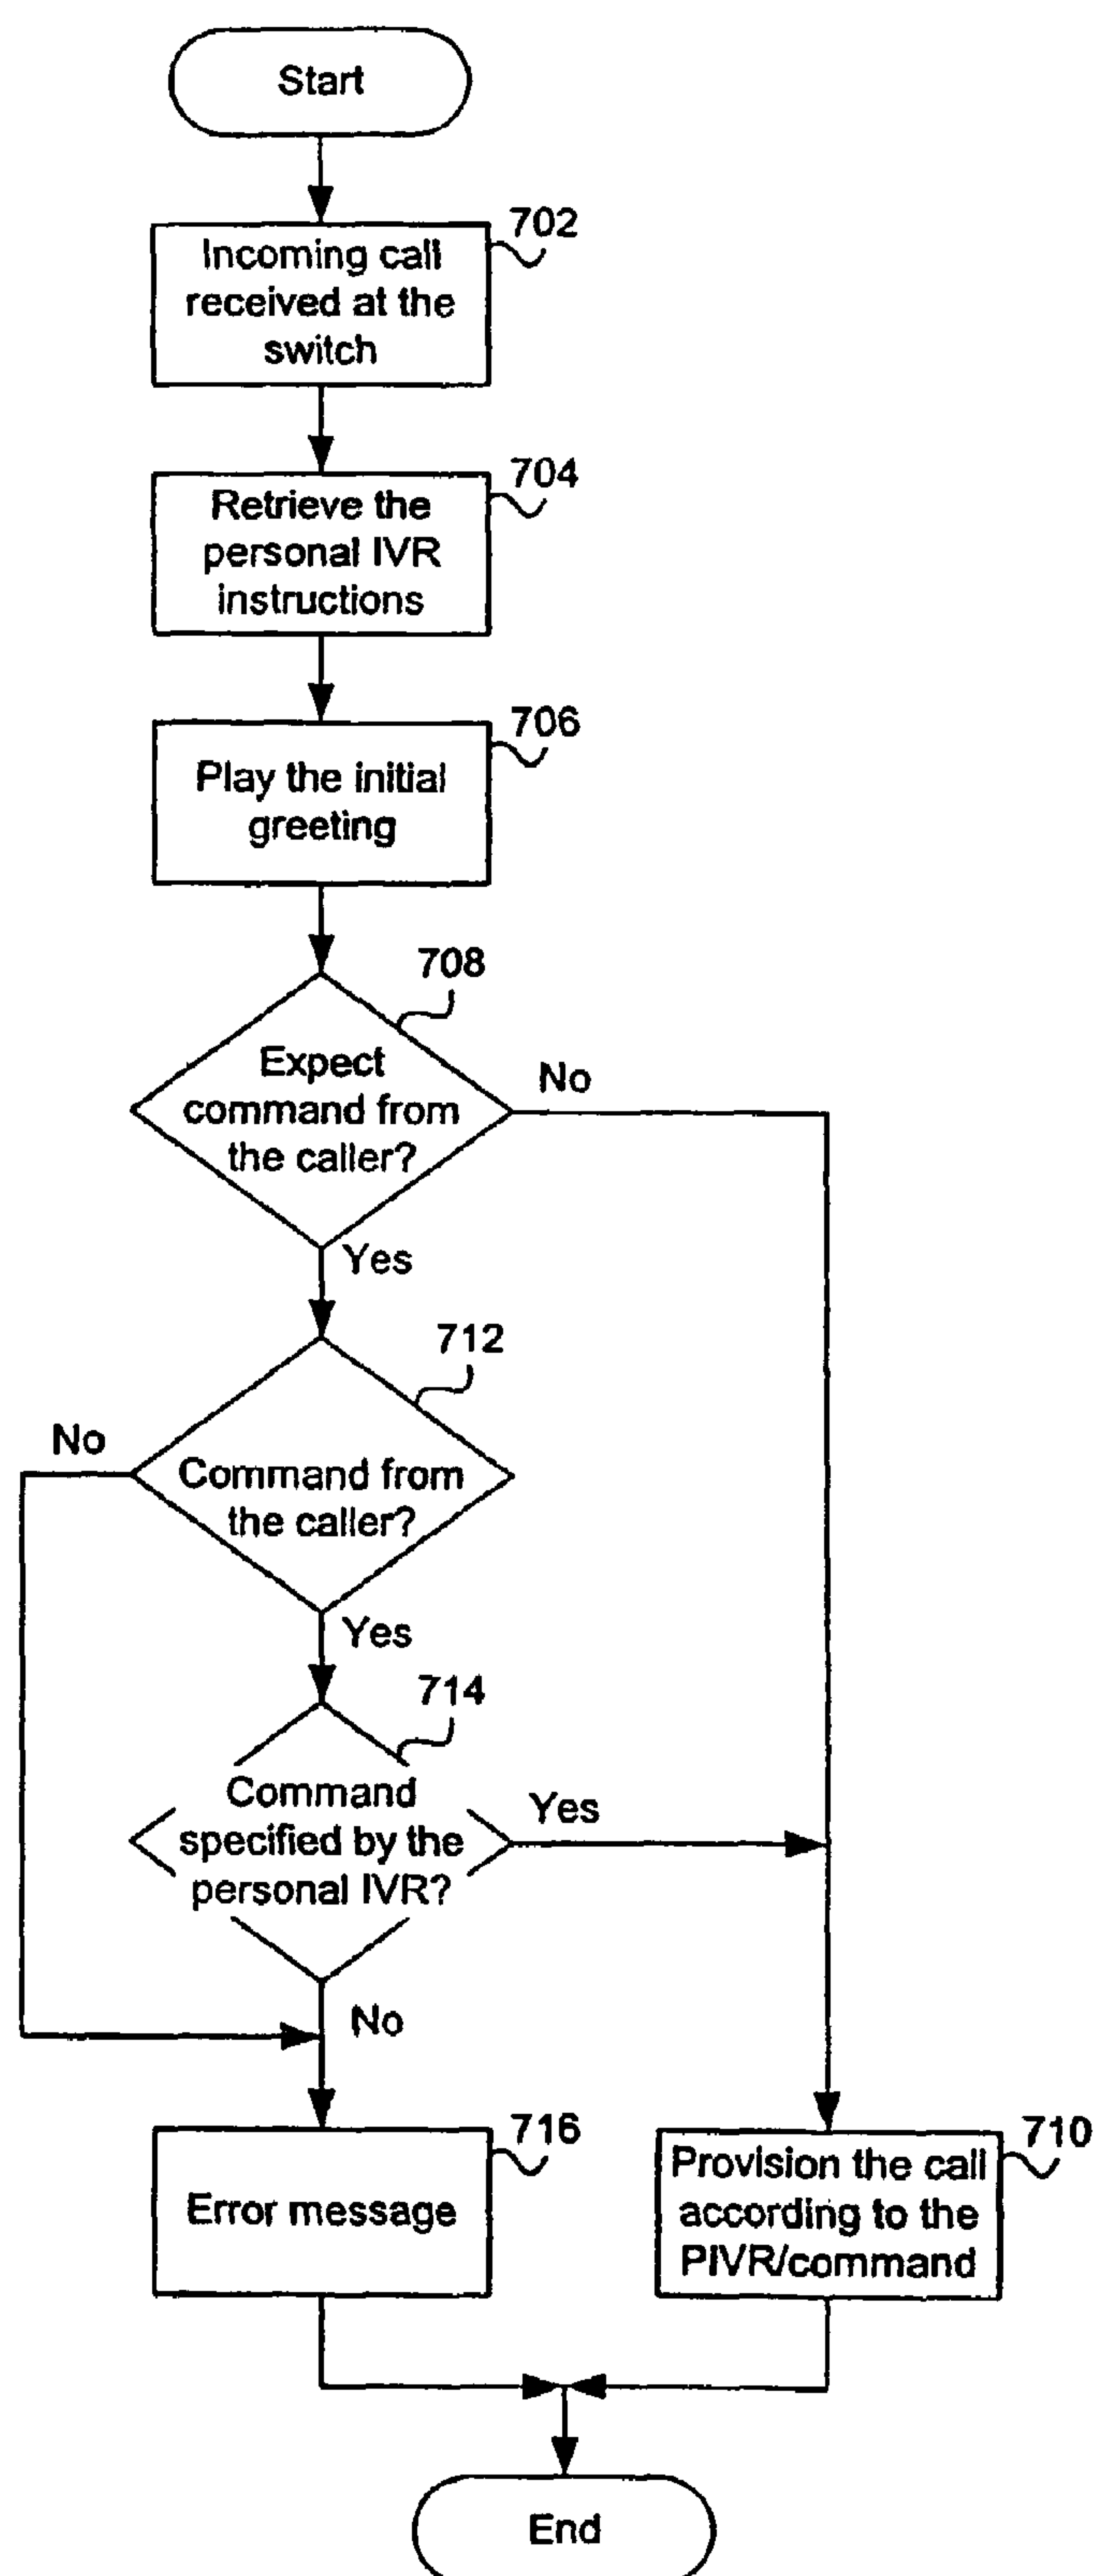 Start
702
Incoming call
received at the
switch
704
Retrieve the
personal IVR
instructions
706
Play the initial
greeting
708
Expect
command from
the caller?
No
Yes
712
No
Command from
the caller?
Yes
714
Command
specified by the
personal IVR?
Yes
No
716
Error message
710
Provision the call
according to the
PIVR/command
End